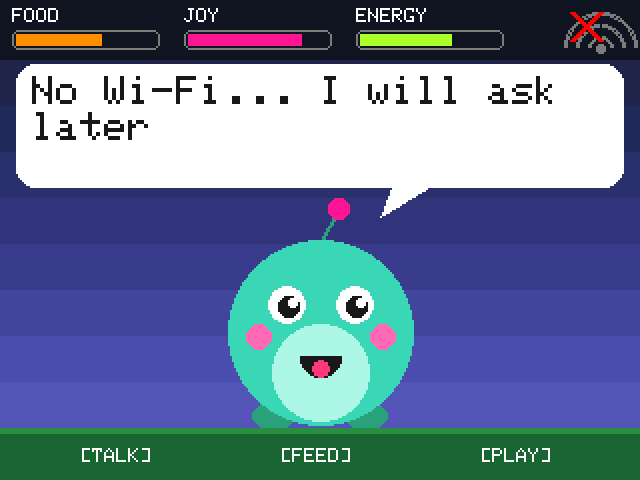 FOOD JOY ENERGY
No Wi-Fi... I will ask
later
[TALK] [FEED] [PLAY]